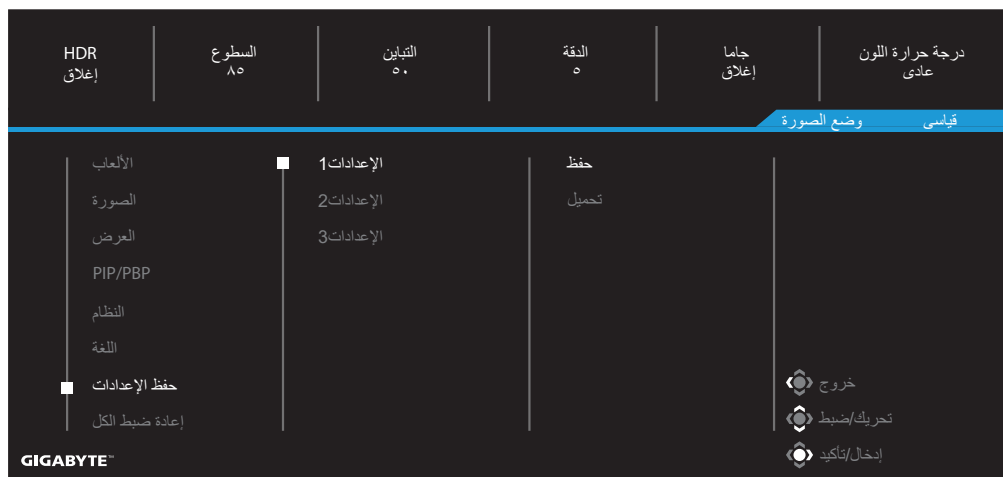 HDR
إغلاق
السطوع
٨٥
التباين
٥٠
الدقة
٥
جاما
إغلاق
درجة حرارة اللون
عادى
وضع الصورة
قياسى
الألعاب
الصورة
العرض
PIP/PBP
النظام
اللغة
حفظ الإعدادات
إعادة ضبط الكل
الإعدادات1
الإعدادات2
الإعدادات3
حفظ
تحميل
خروج
تحريك/ضبط
إدخال/تأكيد
GIGABYTE™